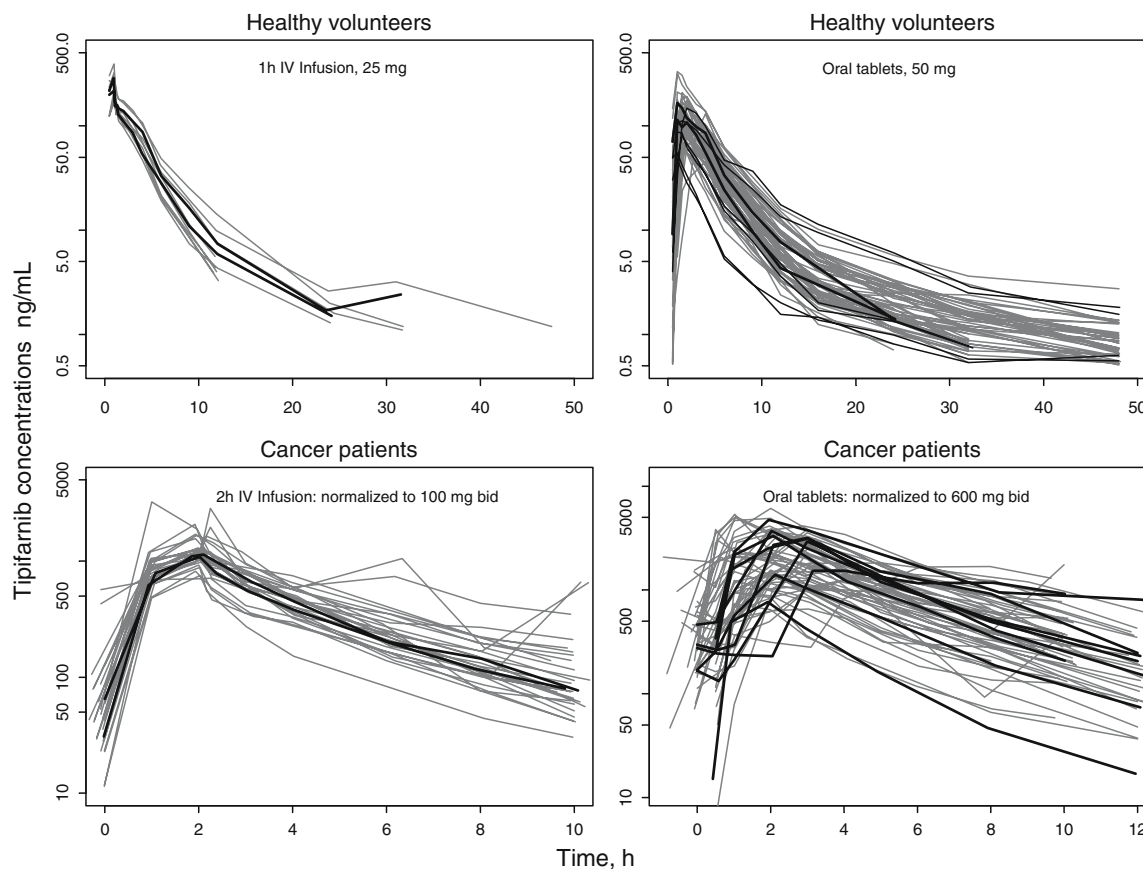 Healthy volunteers
Healthy volunteers
1h IV Infusion, 25 mg
Oral tablets, 50 mg
500.0
50.0
5.0
0.5
0 10 20 30 40 50
500.0
50.0
5.0
0.5
0 10 20 30 40 50
Tipifarnib concentrations ng/mL
Cancer patients
Cancer patients
2h IV Infusion: normalized to 100 mg bid
Oral tablets: normalized to 600 mg bid
5000
500
100
50
10
0 2 4 6 8 10
5000
500
50
10
0 2 4 6 8 10 12
Time, h